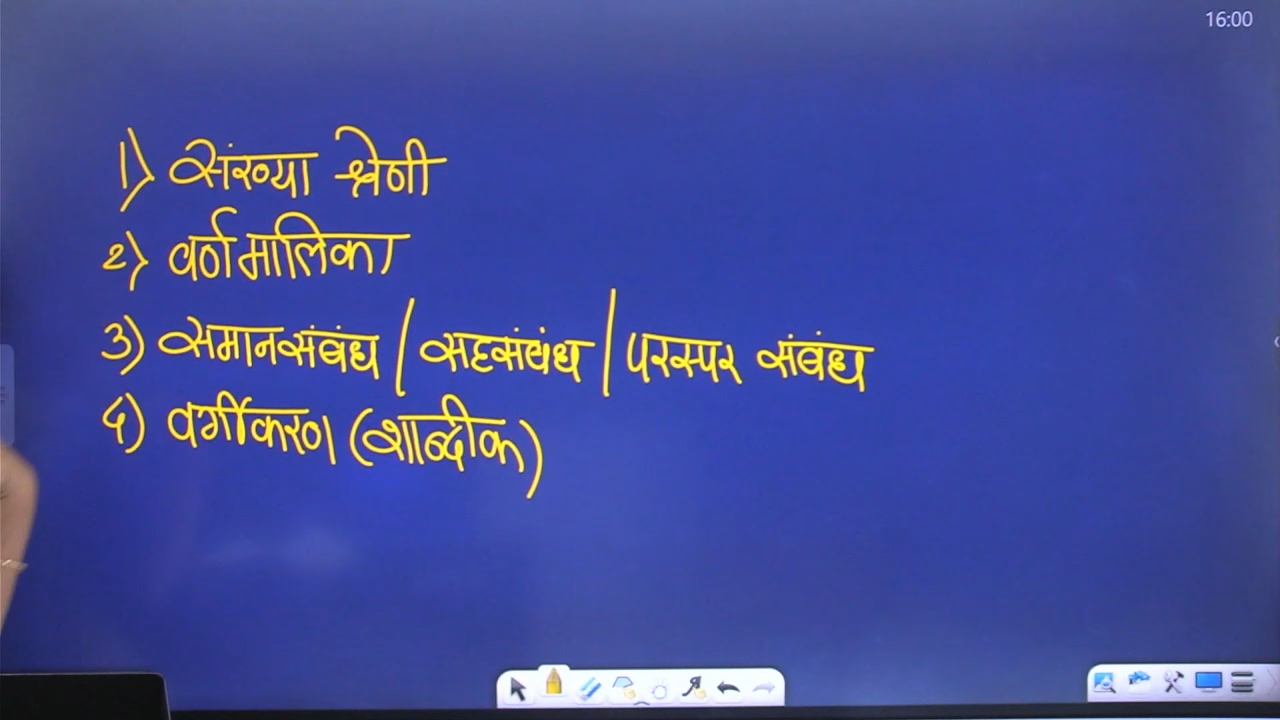 16:00
1) संख्या श्रेणी
2) वर्णमालिका
3) समानसंबंध / सहसंबंध / परस्पर संबंध
4) वर्गीकरण (शाब्दीक)